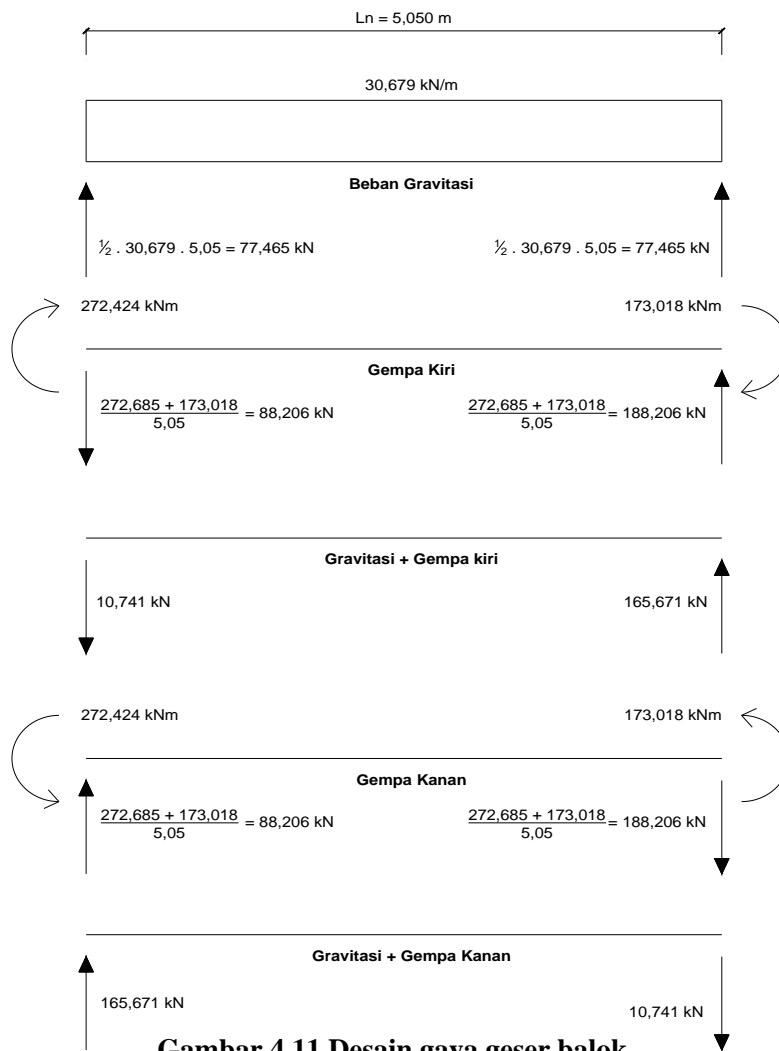 Ln = 5,050 m
30,679 kN/m
Beban Gravitasi
½ . 30,679 . 5,05 = 77,465 kN
½ . 30,679 . 5,05 = 77,465 kN
272,424 kNm
173,018 kNm
Gempa Kiri
272,685 + 173,018
5,05
= 88,206 kN
272,685 + 173,018
5,05
= 188,206 kN
Gravitasi + Gempa kiri
10,741 kN
165,671 kN
272,424 kNm
173,018 kNm
Gempa Kanan
272,685 + 173,018
5,05
= 88,206 kN
272,685 + 173,018
5,05
= 188,206 kN
Gravitasi + Gempa Kanan
165,671 kN
10,741 kN
Gambar 4.11 Desain gaya geser balok